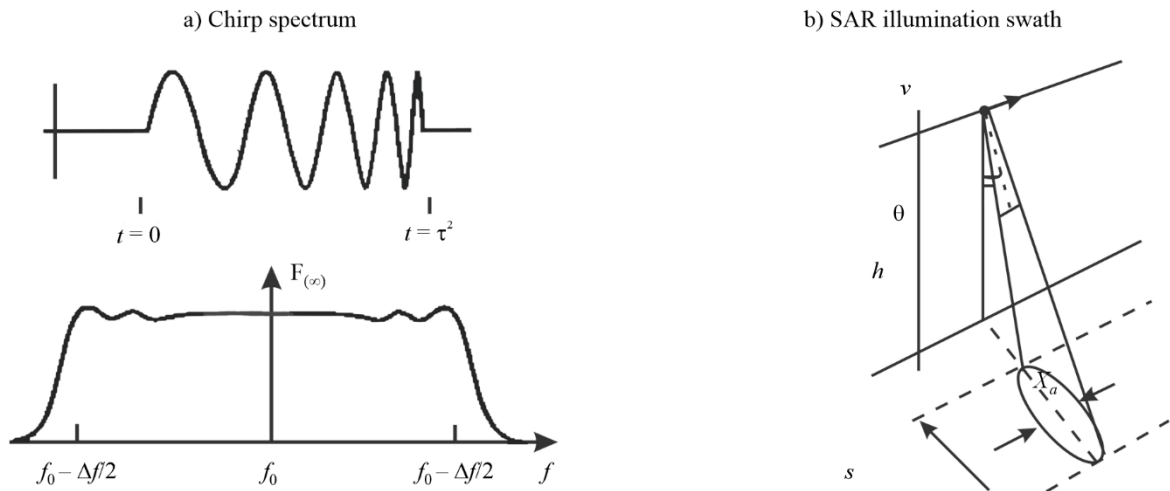 a) Chirp spectrum
t = 0
t = τ²
F(∞)
f₀ – Δf/2
f₀
f₀ – Δf/2
f
b) SAR illumination swath
v
θ
h
Xₐ
s